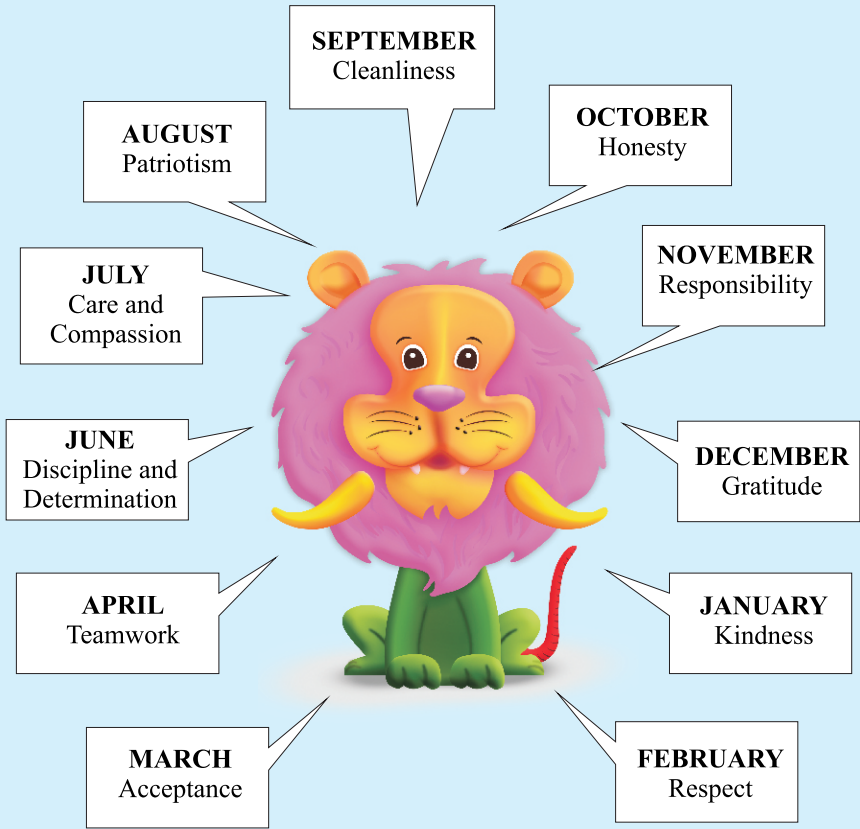 SEPTEMBER
Cleanliness
OCTOBER
Honesty
AUGUST
Patriotism
NOVEMBER
Responsibility
JULY
Care and
Compassion
JUNE
Discipline and
Determination
DECEMBER
Gratitude
APRIL
Teamwork
JANUARY
Kindness
MARCH
Acceptance
FEBRUARY
Respect